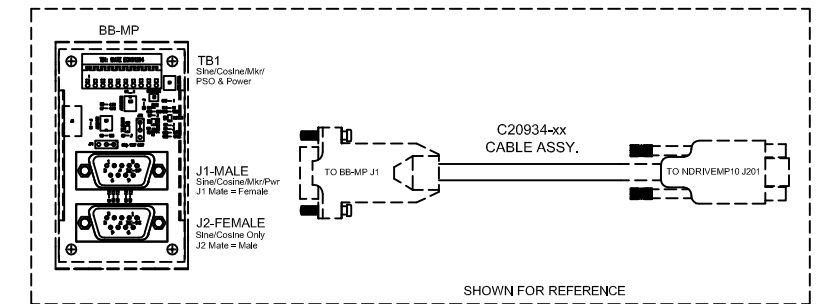 BB-MP
TB1
Sine/Cosine/Mkr/
PSO & Power
J1-MALE
Sine/Cosine/Mkr/Pwr
J1 Mate = Female
J2-FEMALE
Sine/Cosine Only
J2 Mate = Male
TO BB-MP J1
C20934-xx
CABLE ASSY.
TO NDRIVEMP10 J201
SHOWN FOR REFERENCE